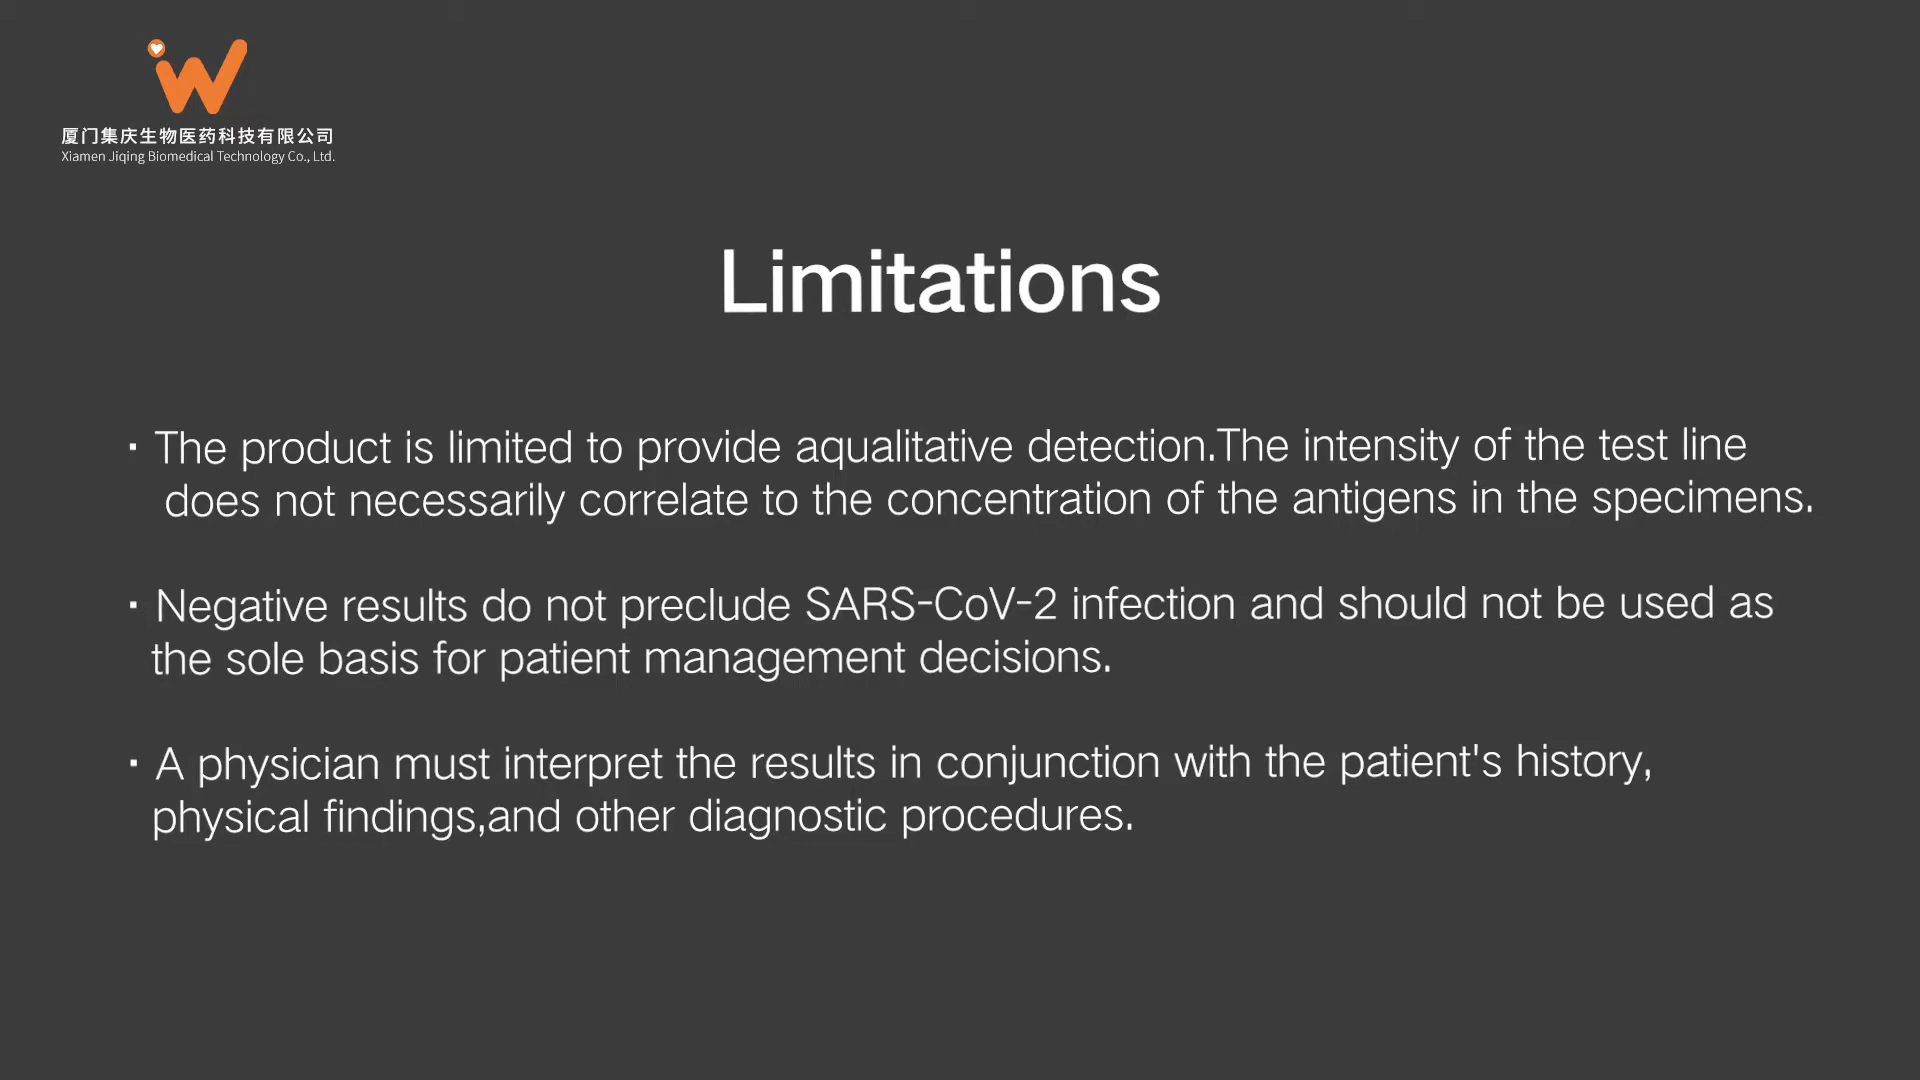 厦门集庆生物医药科技有限公司
Xiamen Jiqing Biomedical Technology Co., Ltd.
Limitations
· The product is limited to provide aqualitative detection.The intensity of the test line
does not necessarily correlate to the concentration of the antigens in the specimens.
· Negative results do not preclude SARS-CoV-2 infection and should not be used as
the sole basis for patient management decisions.
· A physician must interpret the results in conjunction with the patient's history,
physical findings,and other diagnostic procedures.